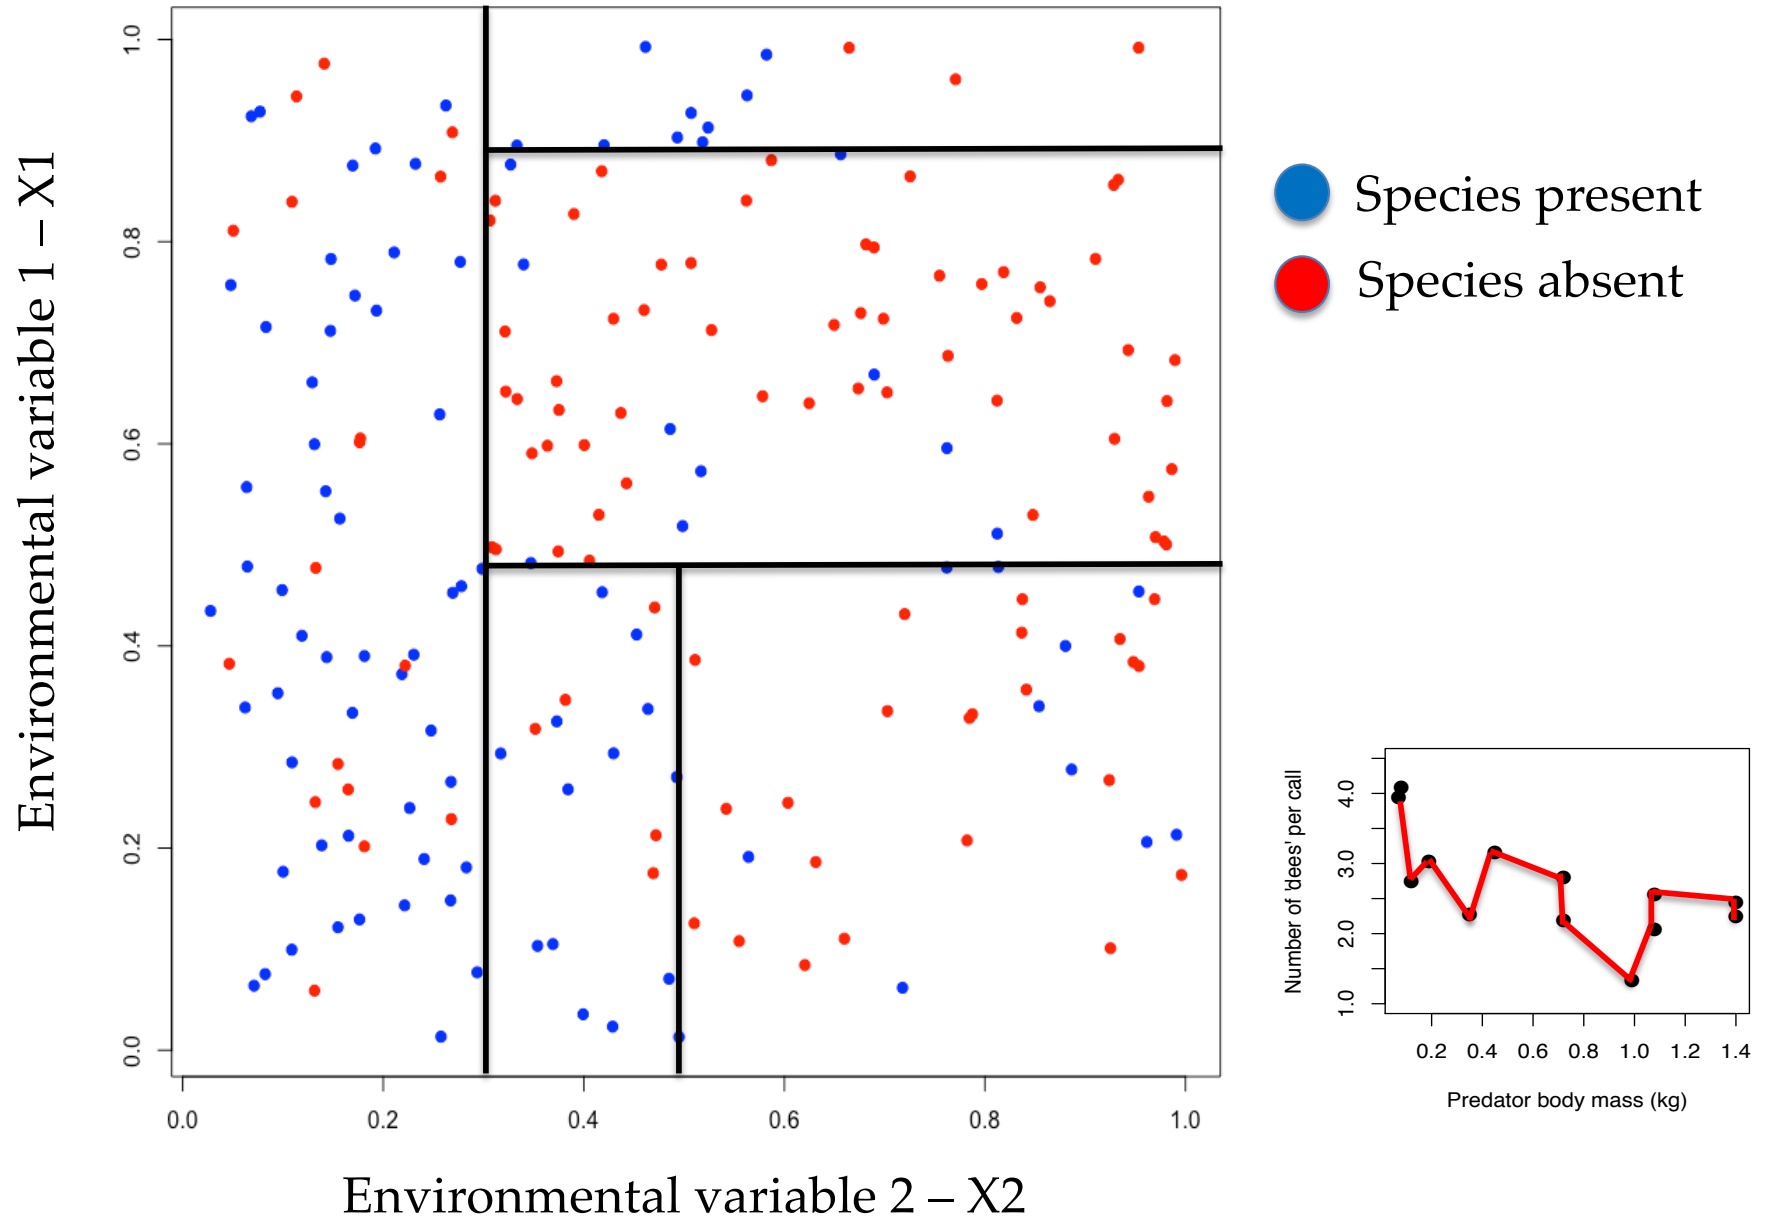 Environmental variable 1 – X1
1.0
0.8
0.6
0.4
0.2
0.0
0.0 0.2 0.4 0.6 0.8 1.0
Environmental variable 2 – X2
Species present
Species absent
Number of 'dees' per call
4.0
3.0
2.0
1.0
0.2 0.4 0.6 0.8 1.0 1.2 1.4
Predator body mass (kg)